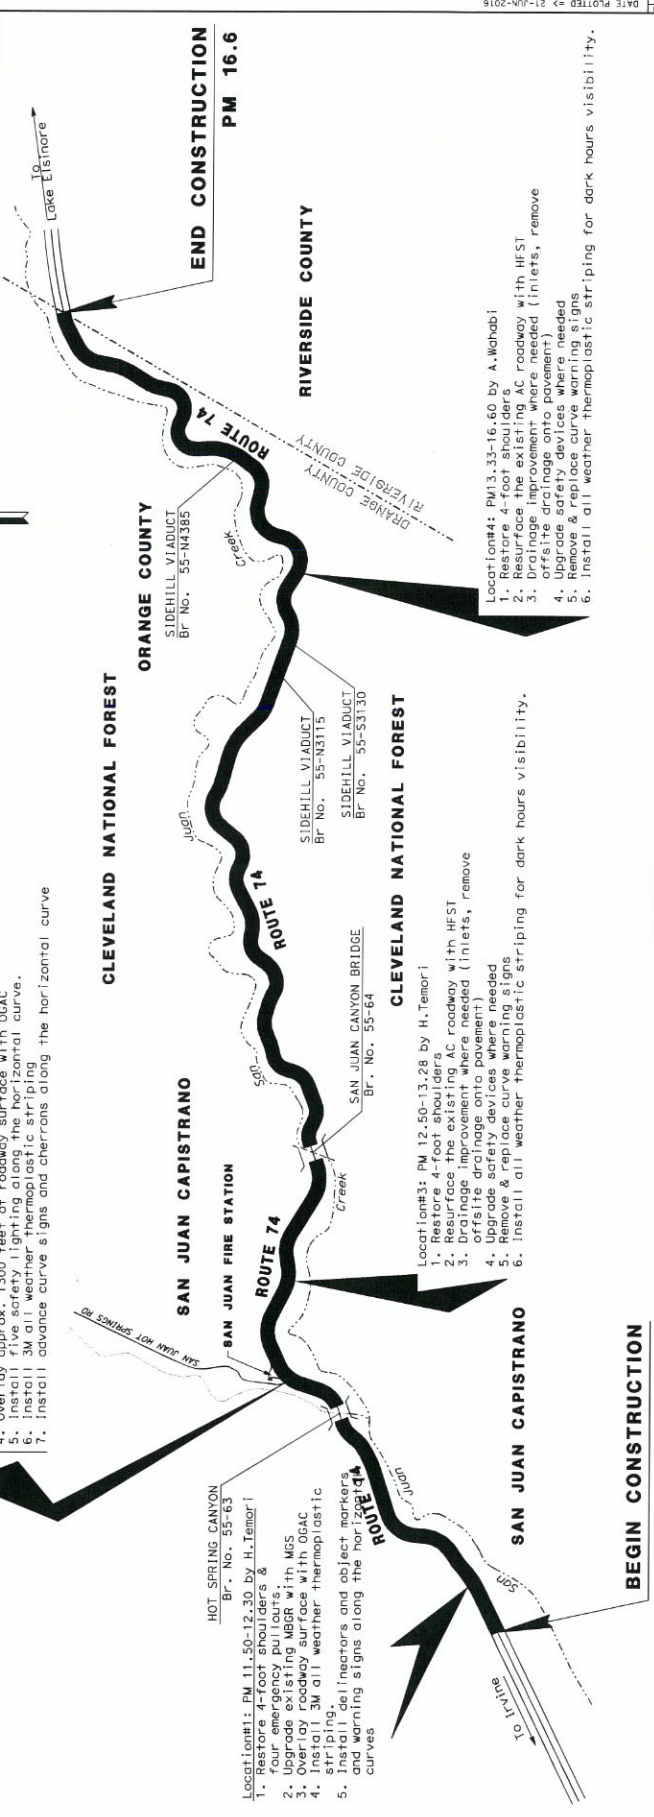 DATE PLOTTED => 21-JUN-2016
4. Overlay approx. 1300 feet of roadway surface with OGAC
5. Install five safety lighting along the horizontal curve.
6. Install 3M all weather thermoplastic striping
7. Install advance curve signs and cherrons along the horizontal curve
HOT SPRING CANYON
Br. No. 55-63
Location#1: PM 11.50-12.30 by H.Temori
1. Restore 4-foot shoulders &
four emergency pullouts.
2. Upgrade existing MBGR with MGS
3. Overlay roadway surface with OGAC
4. Install 3M all weather thermoplastic
striping.
5. Install delineators and object markers
and warning signs along the horizontal
curves
To Irvine
BEGIN CONSTRUCTION
San
Juan
ROUTE 74
SAN JUAN CAPISTRANO
SAN JUAN HOT SPRINGS RD
SAN JUAN FIRE STATION
SAN JUAN CAPISTRANO
ROUTE 74
Creek
SAN JUAN CANYON BRIDGE
Br. No. 55-64
Location#3: PM 12.50-13.28 by H.Temori
1. Restore 4-foot shoulders
2. Resurface the existing AC roadway with HFST
3. Drainage improvement where needed (inlets, remove
offsite drainage onto pavement)
4. Upgrade safety devices where needed
5. Remove & replace curve warning signs
6. Install all weather thermoplastic striping for dark hours visibility.
CLEVELAND NATIONAL FOREST
San
ROUTE 74
Juan
CLEVELAND NATIONAL FOREST
SIDEHILL VIADUCT
Br No. 55-N3115
SIDEHILL VIADUCT
Br No. 55-S3130
ORANGE COUNTY
SIDEHILL VIADUCT
Br No. 55-N4385
Creek
ROUTE 74
ORANGE COUNTY
RIVERSIDE COUNTY
RIVERSIDE COUNTY
To
Lake Elsinore
END CONSTRUCTION
PM 16.6
Location#4: PM13.33-16.60 by A.Wahabi
1. Restore 4-foot shoulders
2. Resurface the existing AC roadway with HFST
3. Drainage improvement where needed (inlets, remove
offsite drainage onto pavement)
4. Upgrade safety devices where needed
5. Remove & replace curve warning signs
6. Install all weather thermoplastic striping for dark hours visibility.